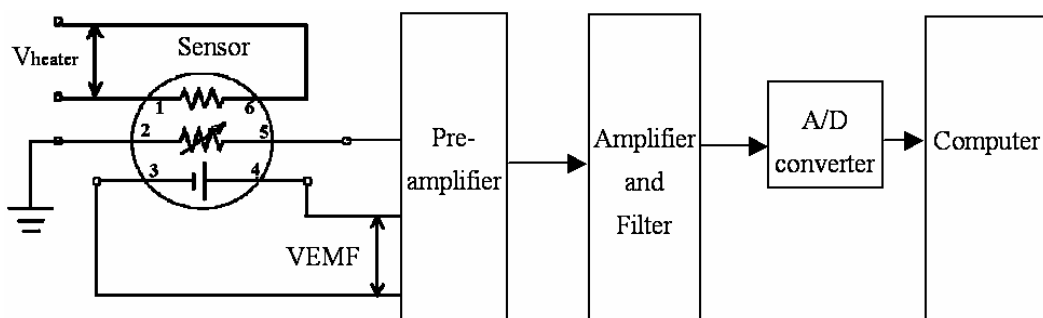 Vheater
Sensor
1
6
2
5
3
4
VEMF
Pre-
amplifier
Amplifier
and
Filter
A/D
converter
Computer